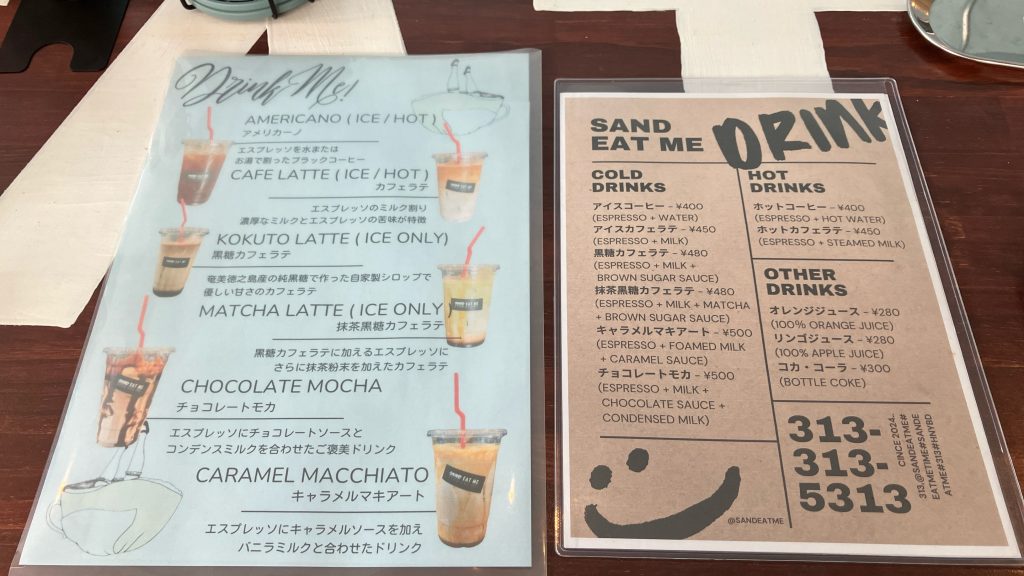 Drink Me!
AMERICANO ( ICE / HOT )
アメリカーノ
エスプレッソを水または
お湯で割ったブラックコーヒー
CAFE LATTE ( ICE / HOT )
カフェラテ
エスプレッソのミルク割り
濃厚なミルクとエスプレッソの苦味が特徴
KOKUTO LATTE ( ICE ONLY)
黒糖カフェラテ
奄美徳之島産の純黒糖で作った自家製シロップで
優しい甘さのカフェラテ
MATCHA LATTE ( ICE ONLY
抹茶黒糖カフェラテ
黒糖カフェラテに加えるエスプレッソに
さらに抹茶粉末を加えたカフェラテ
CHOCOLATE MOCHA
チョコレートモカ
エスプレッソにチョコレートソースと
コンデンスミルクを合わせたご褒美ドリンク
CARAMEL MACCHIATO
キャラメルマキアート
エスプレッソにキャラメルソースを加え
バニラミルクと合わせたドリンク
SAND EAT ME
SAND EAT ME
SAND
EAT ME
DRINK
COLD
DRINKS
アイスコーヒー – ¥400
(ESPRESSO + WATER)
アイスカフェラテ – ¥450
(ESPRESSO + MILK)
黒糖カフェラテ – ¥480
(ESPRESSO + MILK +
BROWN SUGAR SAUCE)
抹茶黒糖カフェラテ – ¥480
(ESPRESSO + MILK + MATCHA
+ BROWN SUGAR SAUCE)
キャラメルマキアート – ¥500
(ESPRESSO + FOAMED MILK
+ CARAMEL SAUCE)
チョコレートモカ – ¥500
(ESPRESSO + MILK +
CHOCOLATE SAUCE +
CONDENSED MILK)
@SANDEATME
HOT
DRINKS
ホットコーヒー – ¥400
(ESPRESSO + HOT WATER)
ホットカフェラテ – ¥450
(ESPRESSO + STEAMED MILK)
OTHER
DRINKS
オレンジジュース – ¥280
(100% ORANGE JUICE)
リンゴジュース – ¥280
(100% APPLE JUICE)
コカ・コーラ – ¥300
(BOTTLE COKE)
313-
313-
5313
CINCE 2024.
313.@SANDEATME#
EATMETIME#SANDE
ATME#313#HNYBD